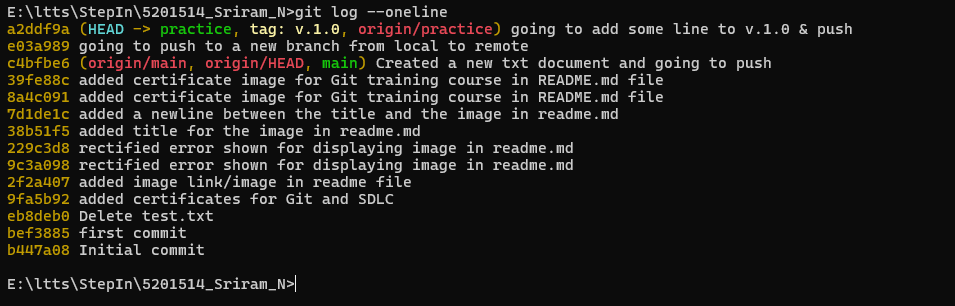 E:\ltts\StepIn\5201514_Sriram_N>git log --oneline
a2ddf9a (HEAD -> practice, tag: v.1.0, origin/practice) going to add some line to v.1.0 & push
e03a989 going to push to a new branch from local to remote
c4bfbe6 (origin/main, origin/HEAD, main) Created a new txt document and going to push
39fe88c added certificate image for Git training course in README.md file
8a4c091 added certificate image for Git training course in README.md file
7d1de1c added a newline between the title and the image in readme.md
38b51f5 added title for the image in readme.md
229c3d8 rectified error shown for displaying image in readme.md
9c3a098 rectified error shown for displaying image in readme.md
2f2a407 added image link/image in readme file
9fa5b92 added certificates for Git and SDLC
eb8deb0 Delete test.txt
bef3885 first commit
b447a08 Initial commit
E:\ltts\StepIn\5201514_Sriram_N>